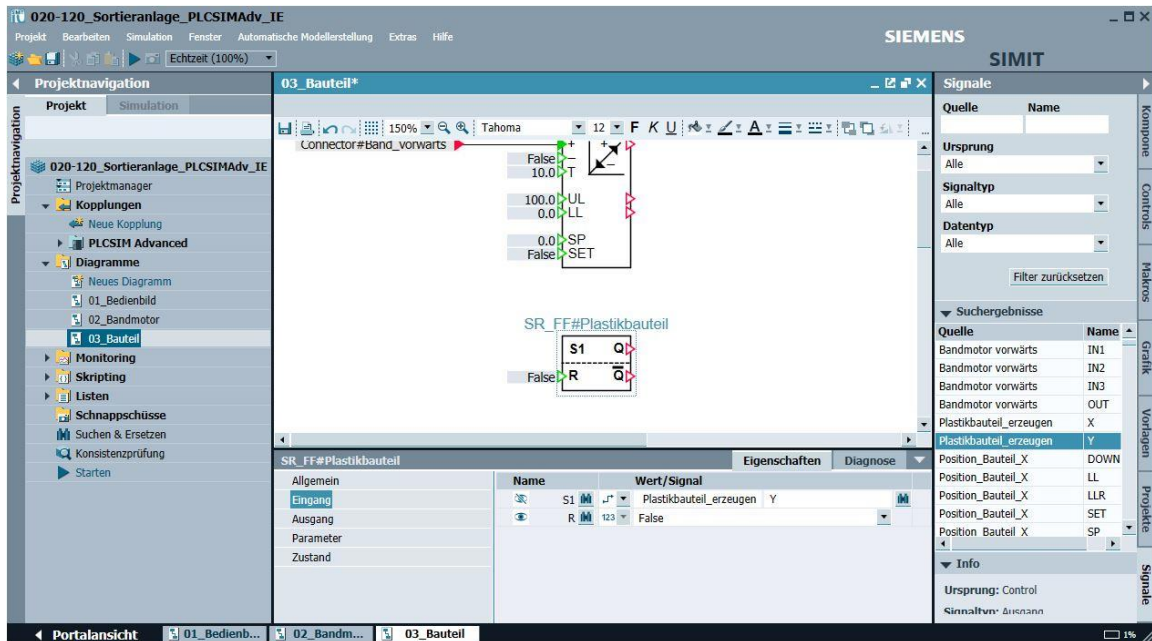 020-120_Sortieranlage_PLCSIMAdv_IE
Projekt Bearbeiten Simulation Fenster Automatische Modellerstellung Extras Hilfe
SIEMENS
SIMIT
Echtzeit (100%)
Projektnavigation
Projekt Simulation
Projektnavigation
020-120_Sortieranlage_PLCSIMAdv_IE
Projektmanager
Kopplungen
Neue Kopplung
PLCSIM Advanced
Diagramme
Neues Diagramm
01_Bedienbild
02_Bandmotor
03_Bauteil
Monitoring
Skripting
Listen
Schnappschüsse
Suchen & Ersetzen
Konsistenzprüfung
Starten
03_Bauteil*
150% Tahoma 12 F K U A
Connector#Band_vorwärts +
False −
10.0 T
100.0 UL
0.0 LL
0.0 SP
False SET
SR_FF#Plastikbauteil
S1 Q
False R Q
SR_FF#Plastikbauteil
Eigenschaften Diagnose
Allgemein
Eingang
Ausgang
Parameter
Zustand
Name Wert/Signal
S1 Plastikbauteil_erzeugen Y
R 123 False
Signale
Quelle Name
Ursprung
Alle
Signaltyp
Alle
Datentyp
Alle
Filter zurücksetzen
Suchergebnisse
Quelle Name
Bandmotor vorwärts IN1
Bandmotor vorwärts IN2
Bandmotor vorwärts IN3
Bandmotor vorwärts OUT
Plastikbauteil_erzeugen X
Plastikbauteil_erzeugen Y
Position_Bauteil_X DOWN
Position_Bauteil_X LL
Position_Bauteil_X LLR
Position_Bauteil_X SET
Position_Bauteil_X SP
Info
Ursprung: Control
Signaltyp: Ausgang
Kompone
Controls
Makros
Grafik
Vorlagen
Projekte
Signale
Portalansicht 01_Bedienb... 02_Bandm... 03_Bauteil
1%